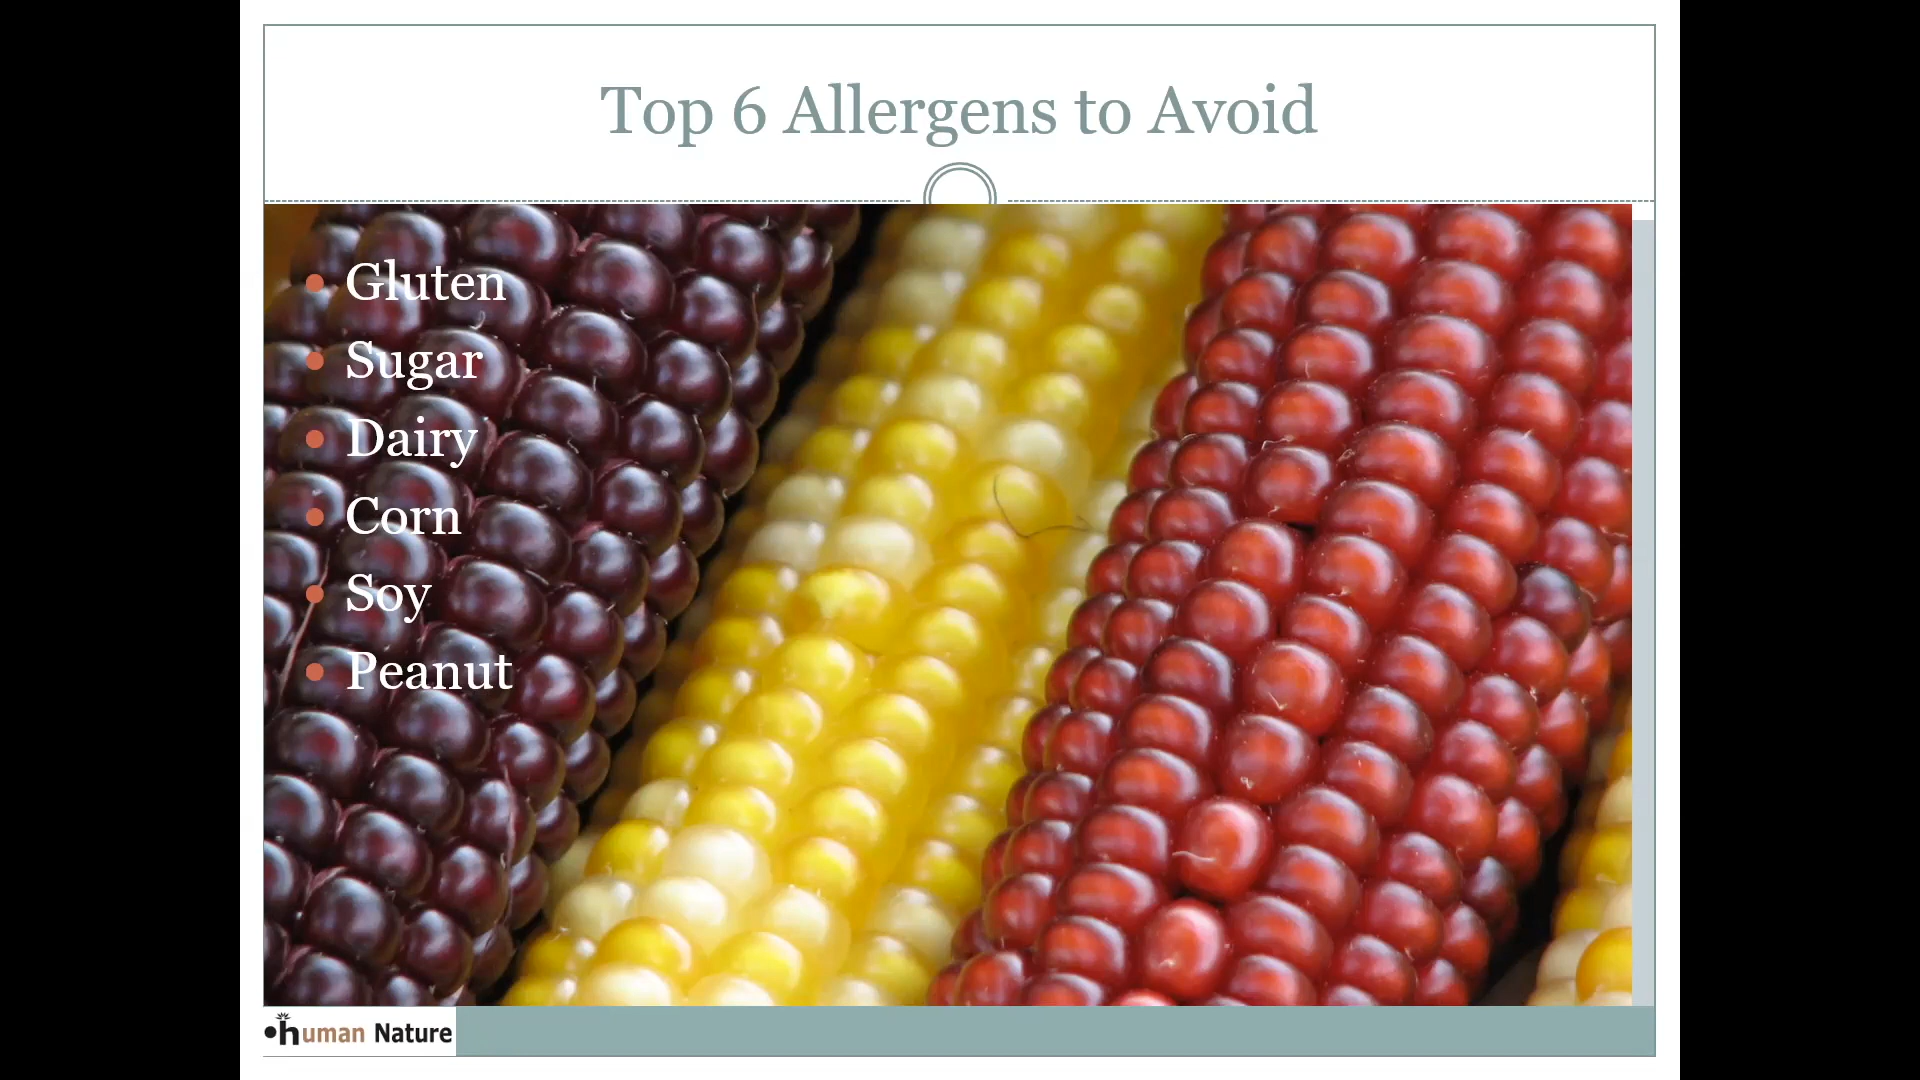 Top 6 Allergens to Avoid
• Gluten
• Sugar
• Dairy
• Corn
• Soy
• Peanut
human Nature